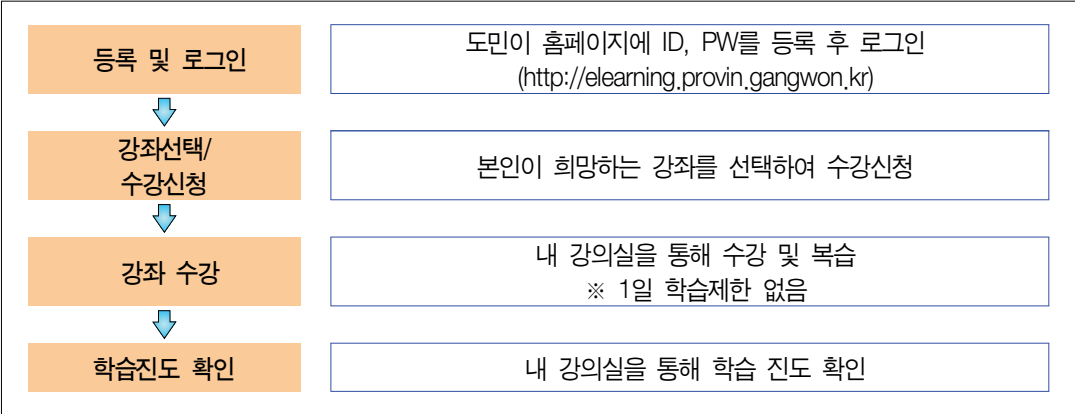 등록 및 로그인
도민이 홈페이지에 ID, PW를 등록 후 로그인
(http://elearning.provin.gangwon.kr)
강좌선택/
수강신청
본인이 희망하는 강좌를 선택하여 수강신청
강좌 수강
내 강의실을 통해 수강 및 복습
※ 1일 학습제한 없음
학습진도 확인
내 강의실을 통해 학습 진도 확인